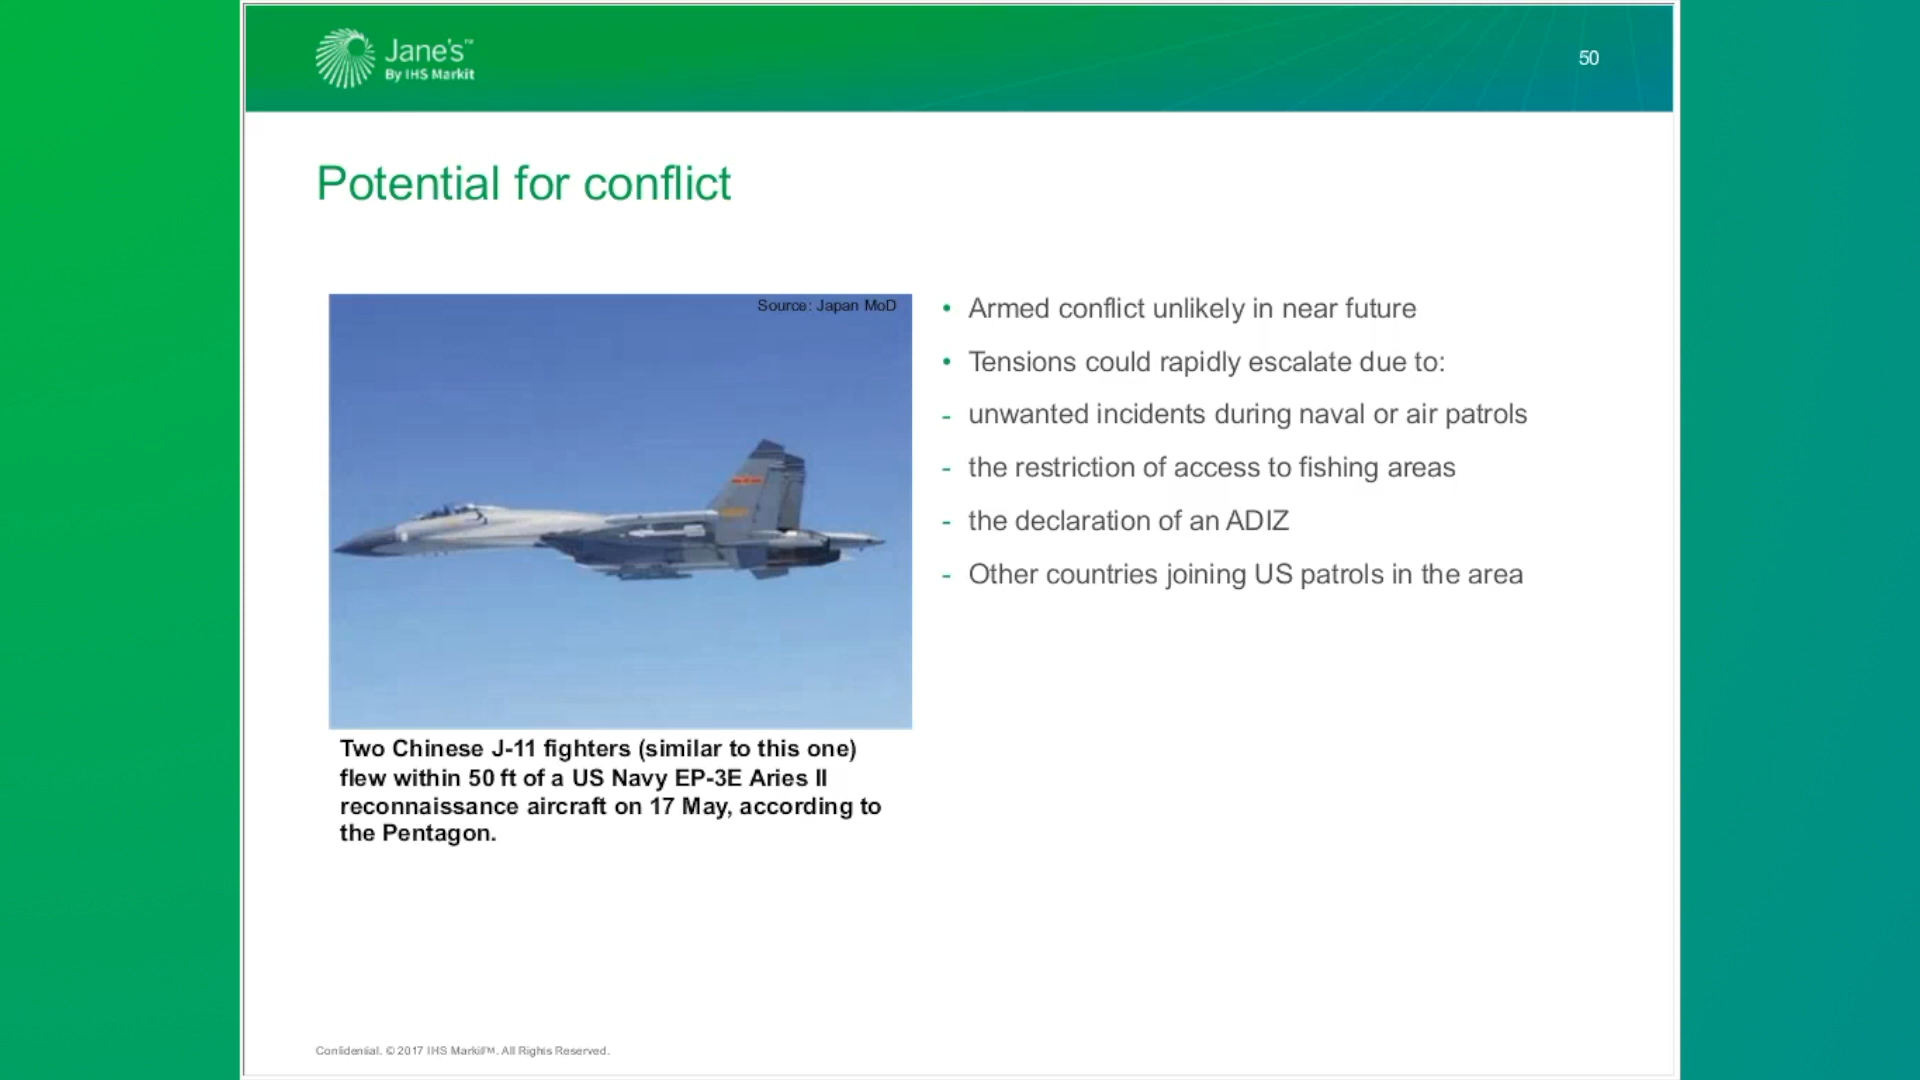 Jane's™
By IHS Markit
50
Potential for conflict
Source: Japan MoD
Two Chinese J-11 fighters (similar to this one)
flew within 50 ft of a US Navy EP-3E Aries II
reconnaissance aircraft on 17 May, according to
the Pentagon.
• Armed conflict unlikely in near future
• Tensions could rapidly escalate due to:
- unwanted incidents during naval or air patrols
- the restriction of access to fishing areas
- the declaration of an ADIZ
- Other countries joining US patrols in the area
Confidential. © 2017 IHS Markit™. All Rights Reserved.